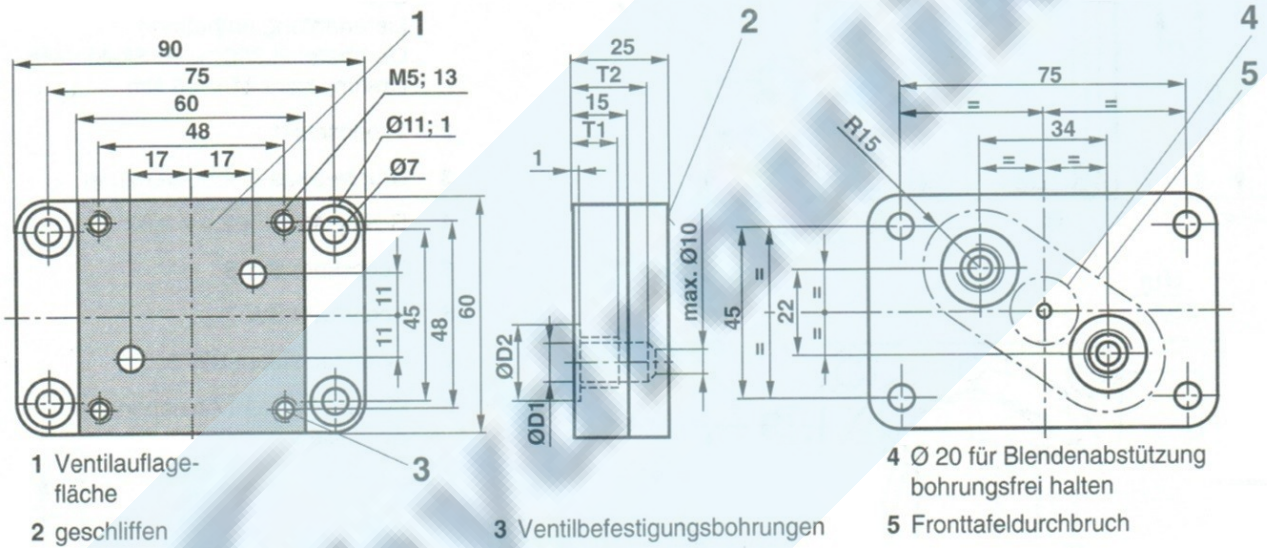 1
90
75
60
48
17
17
M5; 13
Ø11; 1
Ø7
11
11
45
48
60
3
1 Ventilauflage-
fläche
2 geschliffen
2
25
T2
15
T1
1
ØD2
ØD1
max. Ø10
3 Ventilbefestigungsbohrungen
4
5
75
= =
34
= =
R15
45
=
=
22
=
=
4 Ø 20 für Blendenabstützung
bohrungsfrei halten
5 Fronttafeldurchbruch